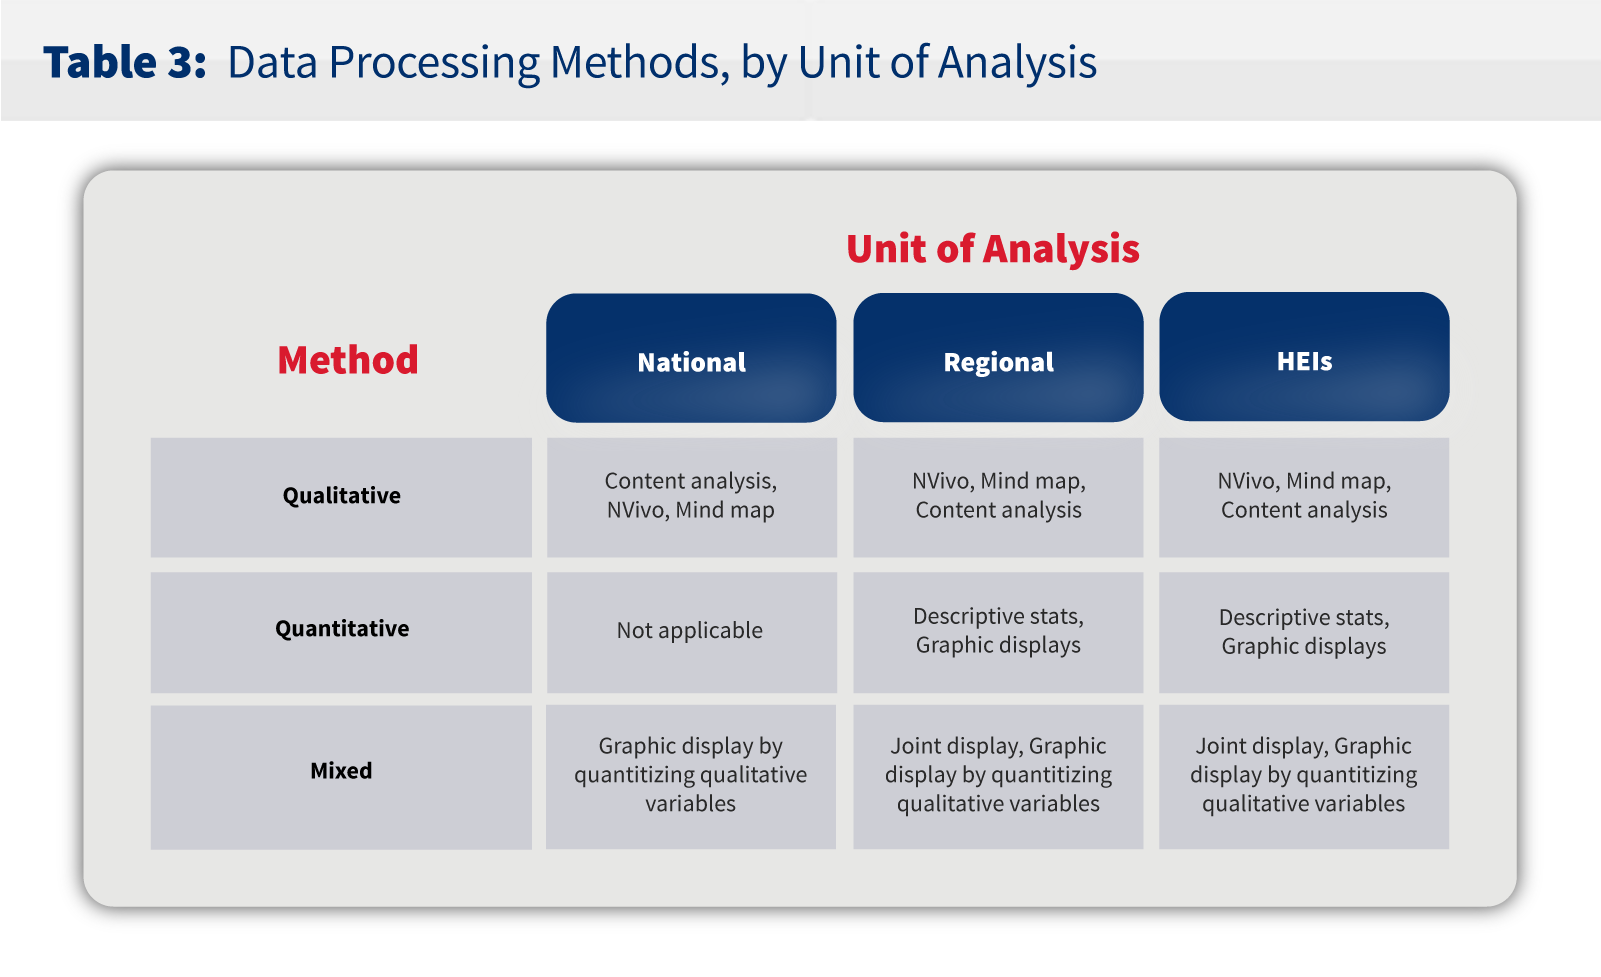 Table 3: Data Processing Methods, by Unit of Analysis
Unit of Analysis
Method
National
Regional
HEIs
Qualitative
Content analysis,
NVivo, Mind map
NVivo, Mind map,
Content analysis
NVivo, Mind map,
Content analysis
Quantitative
Not applicable
Descriptive stats,
Graphic displays
Descriptive stats,
Graphic displays
Mixed
Graphic display by
quantitizing qualitative
variables
Joint display, Graphic
display by quantitizing
qualitative variables
Joint display, Graphic
display by quantitizing
qualitative variables